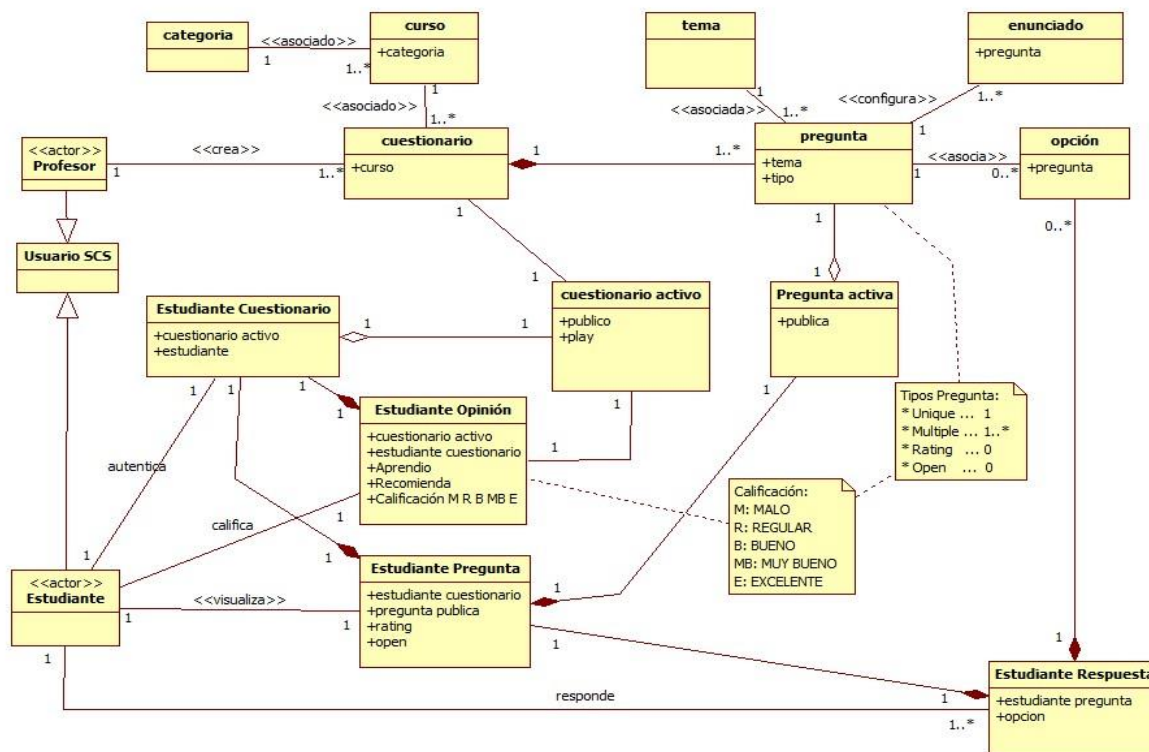 categoria
<<asociado>>
1
1..*
curso
+categoria
1
<<asociado>>
1..*
tema
1
<<asociada>>
1..*
enunciado
+pregunta
<<configura>>
1..*
1
<<actor>>
Profesor
1
<<crea>>
1..*
cuestionario
+curso
1
1..*
pregunta
+tema
+tipo
<<asocia>>
1
0..*
opción
+pregunta
0..*
Usuario SCS
1
1
1
1
Estudiante Cuestionario
+cuestionario activo
+estudiante
1
1
cuestionario activo
+publico
+play
Pregunta activa
+publica
1
1
1
1
1
Estudiante Opinión
+cuestionario activo
+estudiante cuestionario
+Aprendio
+Recomienda
+Calificación M R B MB E
1
1
Tipos Pregunta:
* Unique ... 1
* Multiple ... 1..*
* Rating ... 0
* Open ... 0
autentica
califica
1
Calificación:
M: MALO
R: REGULAR
B: BUENO
MB: MUY BUENO
E: EXCELENTE
1
1
<<actor>>
Estudiante
1
1
<<visualiza>>
1
Estudiante Pregunta
+estudiante cuestionario
+pregunta publica
+rating
+open
1
1
1
1
responde
1
1..*
Estudiante Respuesta
+estudiante pregunta
+opcion